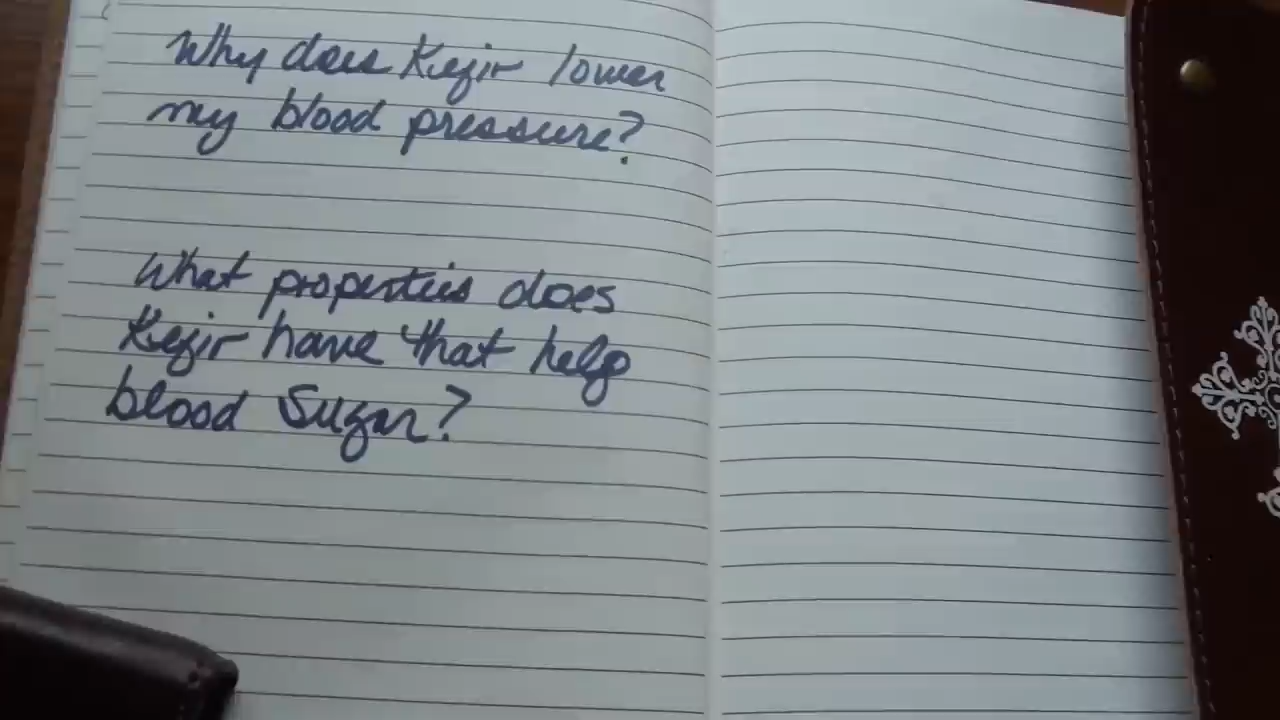 Why does Kefir lower
my blood pressure?
What properties does
Kefir have that help
blood sugar?